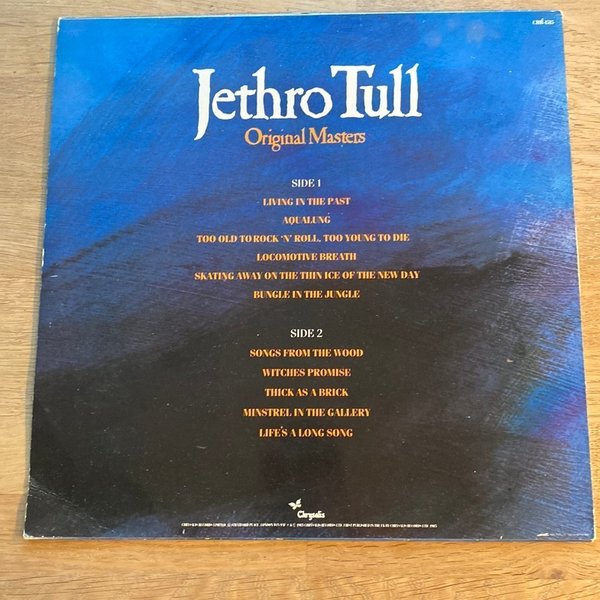 Jethro Tull
Original Masters
SIDE 1
LIVING IN THE PAST
AQUALUNG
TOO OLD TO ROCK 'N' ROLL, TOO YOUNG TO DIE
LOCOMOTIVE BREATH
SKATING AWAY ON THE THIN ICE OF THE NEW DAY
BUNGLE IN THE JUNGLE
SIDE 2
SONGS FROM THE WOOD
WITCHES PROMISE
THICK AS A BRICK
MINSTREL IN THE GALLERY
LIFE'S A LONG SONG
Chrysalis